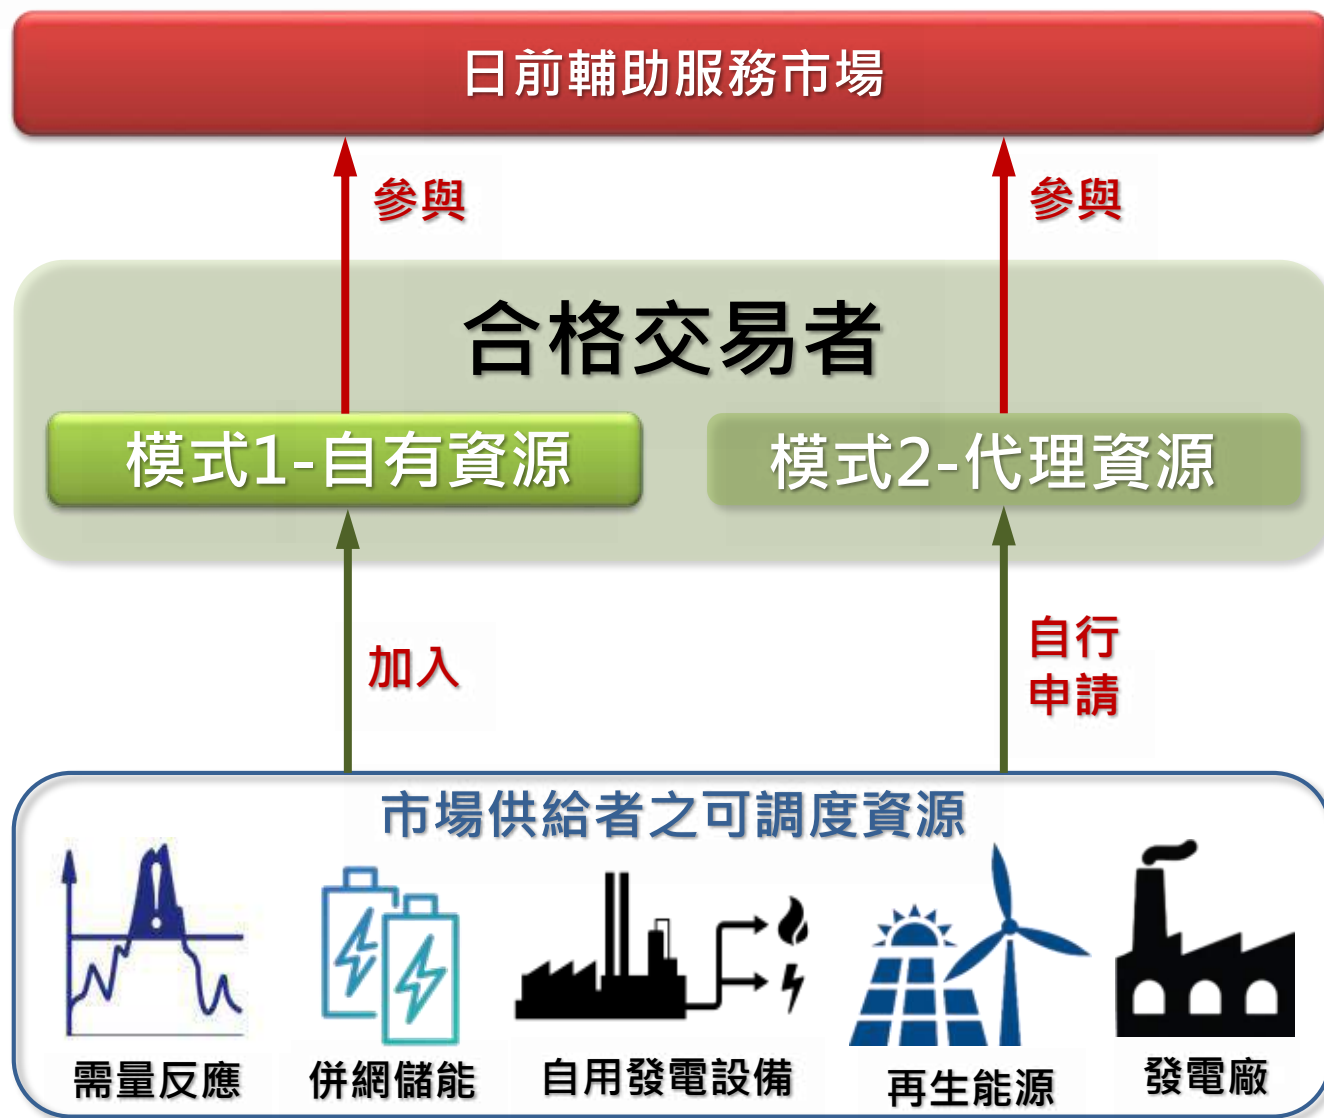 日前輔助服務市場
參與
參與
合格交易者
模式1-自有資源
模式2-代理資源
加入
自行
申請
市場供給者之可調度資源
需量反應
併網儲能
自用發電設備
再生能源
發電廠